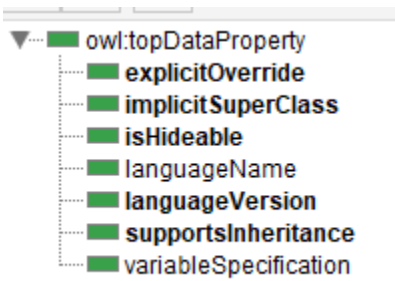 owl:topDataProperty
explicitOverride
implicitSuperClass
isHideable
languageName
languageVersion
supportsInheritance
variableSpecification